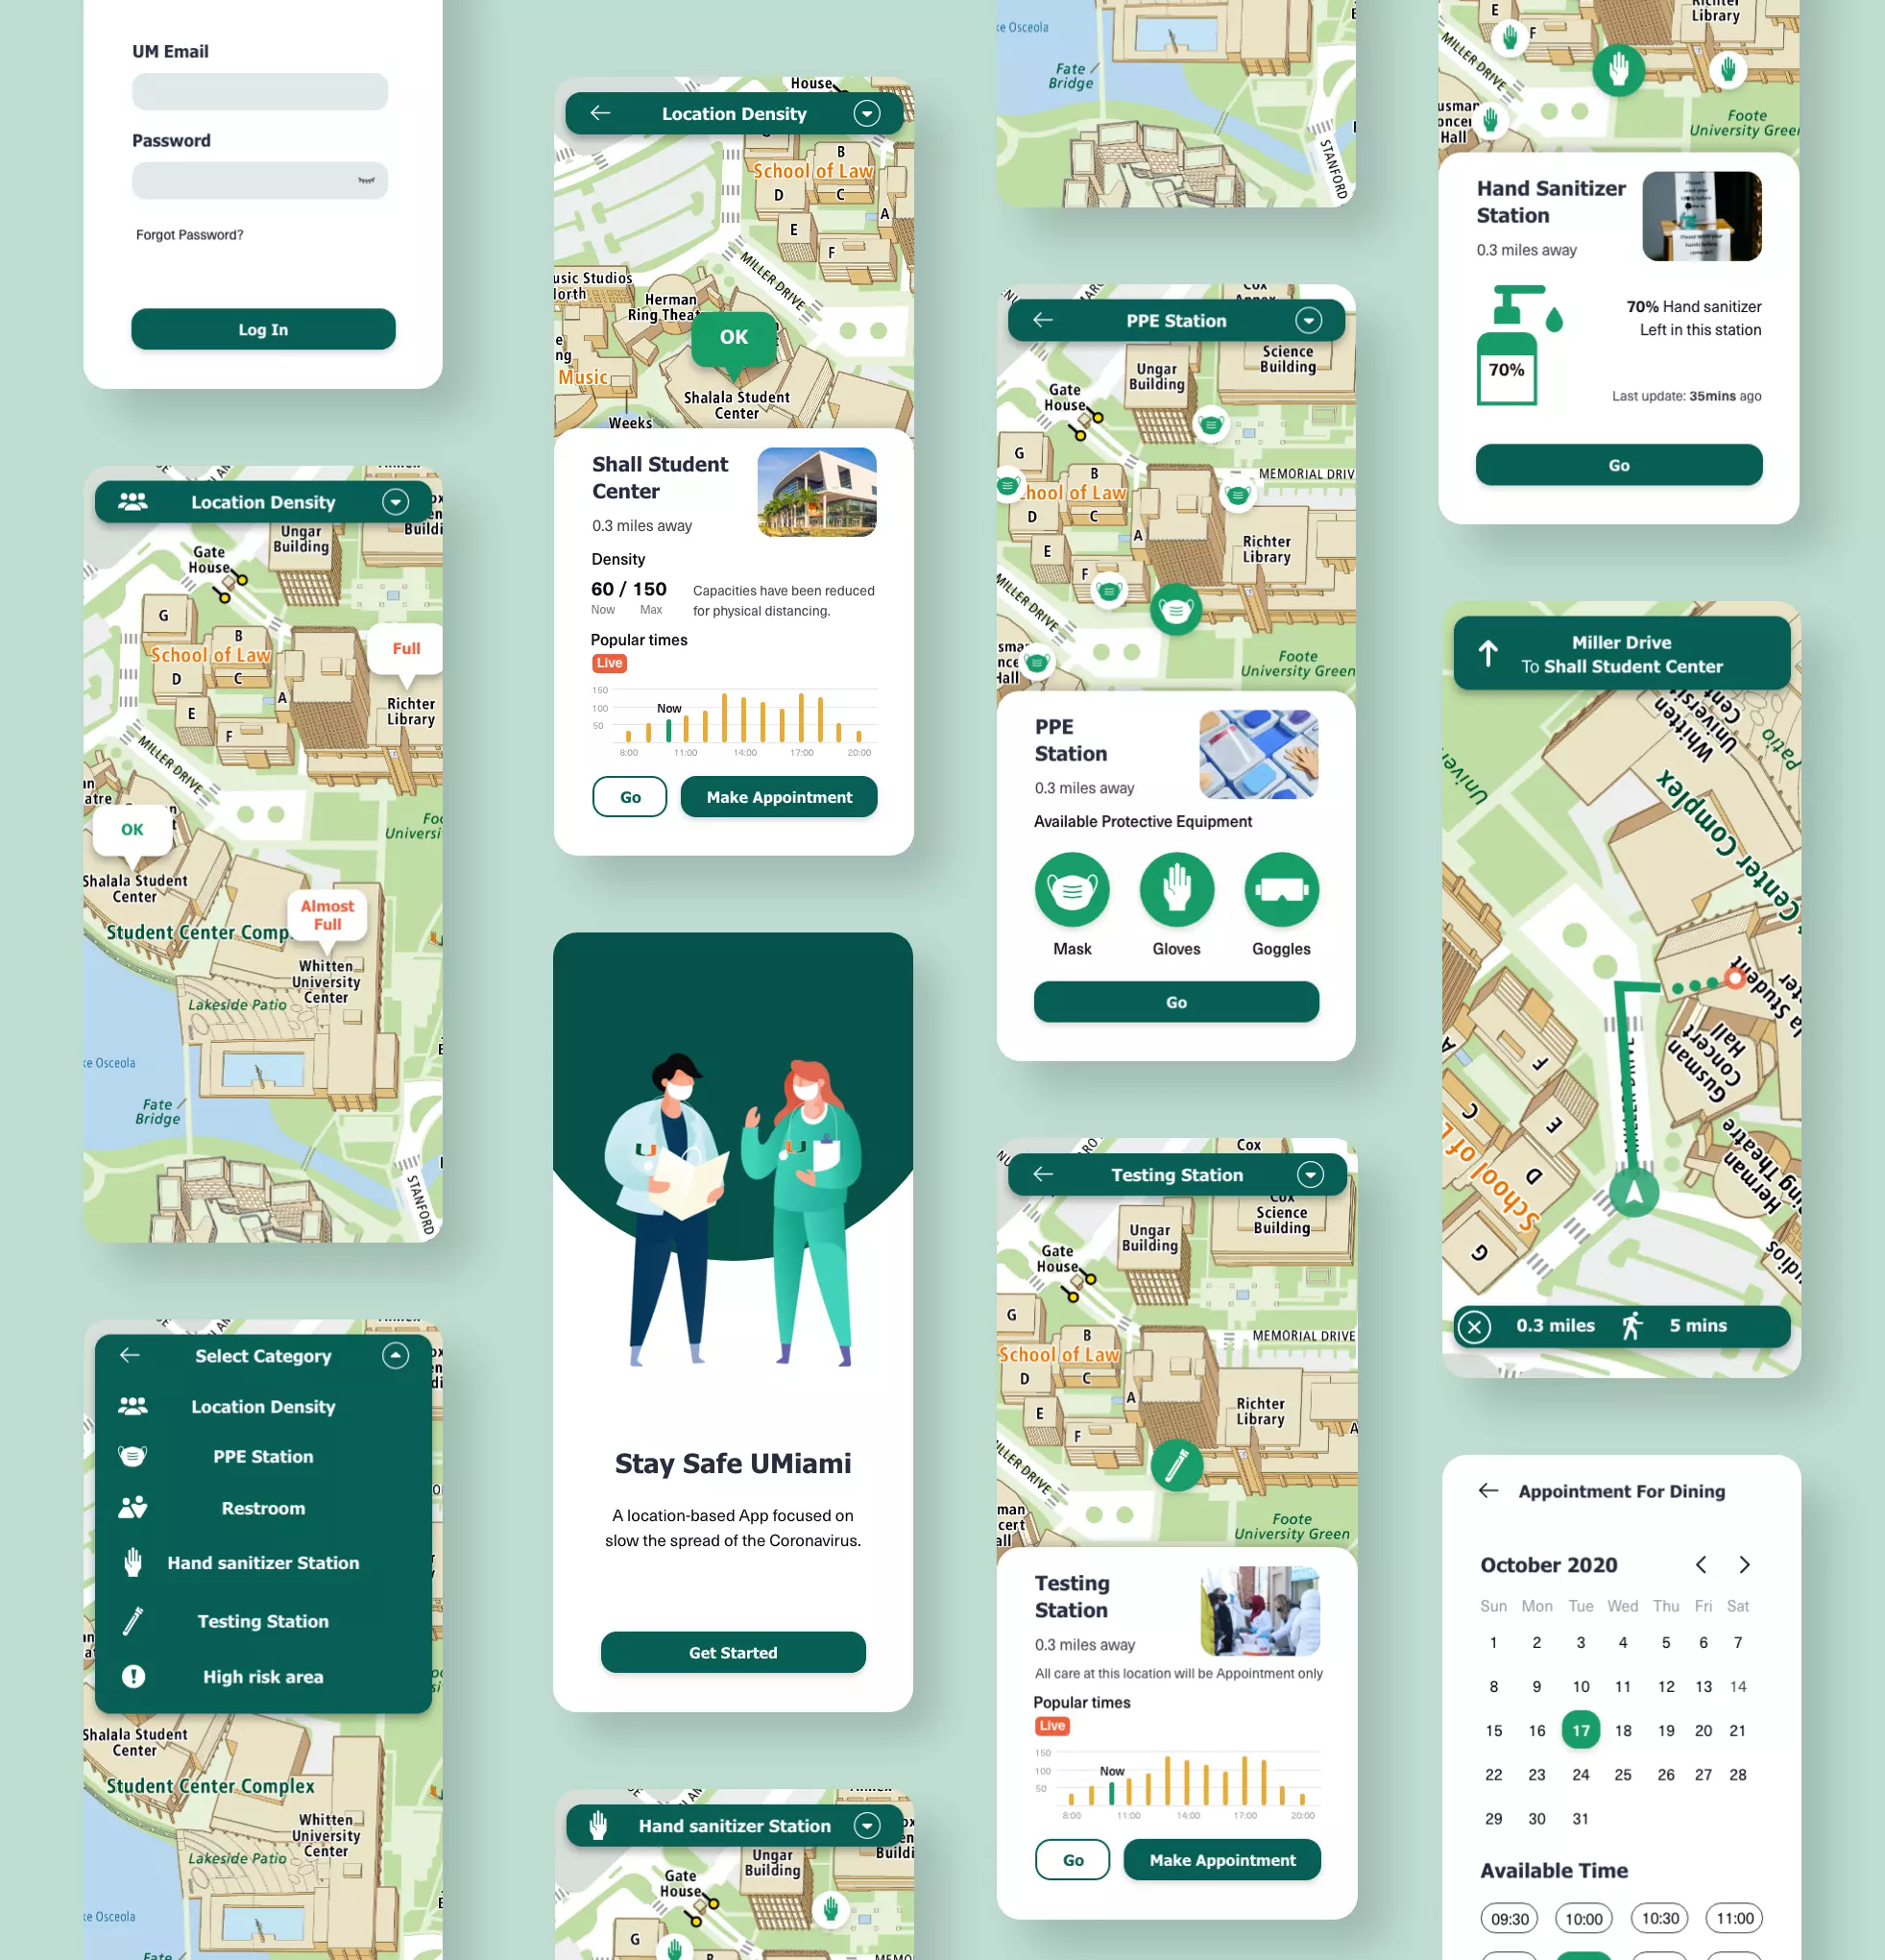 UM Email
Password
Forgot Password?
Log In
Location Density
Ungar
Building
Gate
House
G
B
School of Law
D
C
A
E
F
Full
Richter
Library
MILLER DRIVE
OK
Shalala Student
Center
Almost
Full
Student Center Comp
Whitten
University
Center
Lakeside Patio
ke Osceola
Fate
Bridge
STANFORD
Select Category
Location Density
PPE Station
Restroom
Hand sanitizer Station
Testing Station
High risk area
Shalala Student
Center
Student Center Complex
Whitten
University
Center
Lakeside Patio
ke Osceola
Fate
House
Location Density
B
School of Law
D
C
A
E
F
usic Studios
orth
MILLER DRIVE
Herman
Ring Theat
OK
Music
Shalala Student
Center
Weeks
Shall Student
Center
0.3 miles away
Density
60 / 150
Now Max
Capacities have been reduced
for physical distancing.
Popular times
Live
150
100
50
Now
8:00 11:00 14:00 17:00 20:00
Go
Make Appointment
U
U
Stay Safe UMiami
A location-based App focused on
slow the spread of the Coronavirus.
Get Started
Hand sanitizer Station
Ungar
Building
Gate
House
G
B
ke Osceola
Fate
Bridge
STANFORD
Cox
PPE Station
Science
Building
Ungar
Building
Gate
House
G
MEMORIAL DRIV
B
chool of Law
D
C
A
E
F
Richter
Library
MILLER DRIVE
Foote
University Green
PPE
Station
0.3 miles away
Available Protective Equipment
Mask
Gloves
Goggles
Go
Cox
Testing Station
Cox
Science
Building
Ungar
Building
Gate
House
G
B
MEMORIAL DRIVE
School of Law
D
C
A
E
F
Richter
Library
MILLER DRIVE
Foote
University Green
Testing
Station
0.3 miles away
All care at this location will be Appointment only
Popular times
Live
150
100
50
Now
8:00 11:00 14:00 17:00 20:00
Go
Make Appointment
E
F
Richter
Library
MILLER DRIVE
Hall
Foote
University Green
Hand Sanitizer
Station
0.3 miles away
70% Hand sanitizer
Left in this station
70%
Last update: 35mins ago
Go
Miller Drive
To Shall Student Center
Whitten
Patio
Center Complex
Gusman
Concert
Hall
MILLER DRIVE
F
E
C
D
School of L
G
Herman
0.3 miles
5 mins
Appointment For Dining
October 2020
Sun Mon Tue Wed Thu Fri Sat
1 2 3 4 5 6 7
8 9 10 11 12 13 14
15 16 17 18 19 20 21
22 23 24 25 26 27 28
29 30 31
Available Time
09:30 10:00 10:30 11:00